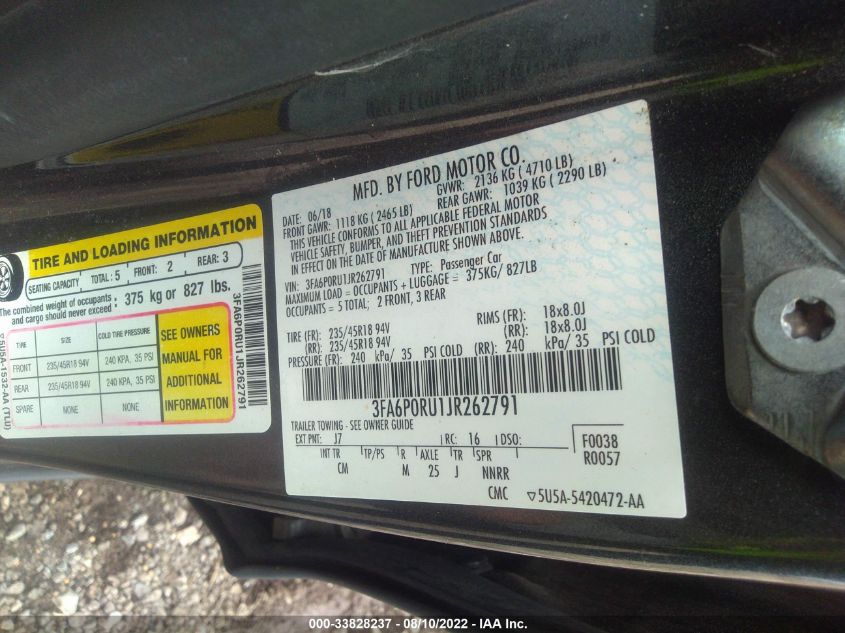 TIRE AND LOADING INFORMATION
SEATING CAPACITY TOTAL: 5 FRONT: 2 REAR: 3
The combined weight of occupants and cargo should never exceed : 375 kg or 827 lbs.
TIRE SIZE COLD TIRE PRESSURE
FRONT 235/45R18 94V 240 KPA, 35 PSI
REAR 235/45R18 94V 240 KPA, 35 PSI
SPARE NONE NONE
SEE OWNERS
MANUAL FOR
ADDITIONAL
INFORMATION
3FA6P0RU1JR262791
5U5A-1532-AA (TLU)
MFD. BY FORD MOTOR CO.
DATE: 06/18 GVWR: 2136 KG ( 4710 LB)
FRONT GAWR: 1118 KG ( 2465 LB) REAR GAWR: 1039 KG ( 2290 LB)
THIS VEHICLE CONFORMS TO ALL APPLICABLE FEDERAL MOTOR
VEHICLE SAFETY, BUMPER, AND THEFT PREVENTION STANDARDS
IN EFFECT ON THE DATE OF MANUFACTURE SHOWN ABOVE.
VIN: 3FA6P0RU1JR262791 TYPE: Passenger Car
MAXIMUM LOAD = OCCUPANTS + LUGGAGE = 375KG/ 827LB
OCCUPANTS = 5 TOTAL; 2 FRONT, 3 REAR
TIRE (FR): 235/45R18 94V RIMS (FR): 18x8.0J
(RR): 235/45R18 94V (RR): 18x8.0J
PRESSURE (FR): 240 kPa/ 35 PSI COLD (RR): 240 kPa/ 35 PSI COLD
3FA6P0RU1JR262791
TRAILER TOWING - SEE OWNER GUIDE
EXT PNT: J7 RC: 16 DSO: F0038
R0057
INT TR TP/PS R AXLE TR SPR
CM M 25 J NNRR
CMC ▽5U5A-5420472-AA
000-33828237 - 08/10/2022 - IAA Inc.